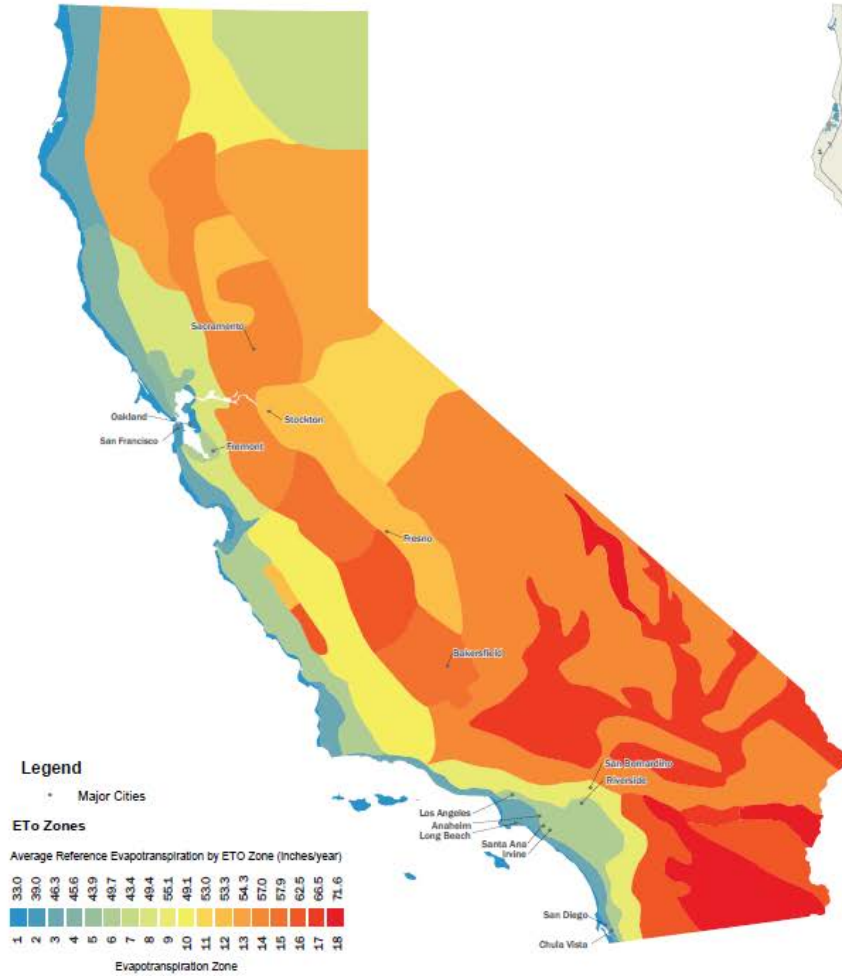 Sacramento
Oakland
Stockton
San Francisco
Fremont
Fresno
Bakersfield
San Bernardino
Riverside
Los Angeles
Anaheim
Long Beach
Santa Ana
Irvine
San Diego
Chula Vista
Legend
Major Cities
ETo Zones
Average Reference Evapotranspiration by ETO Zone (Inches/year)
33.0 39.0 46.3 45.6 43.9 49.7 43.4 49.4 55.1 49.1 53.0 53.3 54.3 57.0 57.9 62.5 66.5 71.6
1 2 3 4 5 6 7 8 9 10 11 12 13 14 15 16 17 18
Evapotranspiration Zone